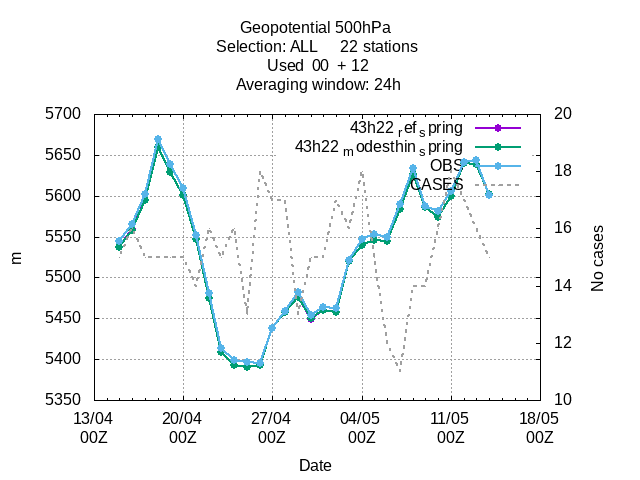 Geopotential 500hPa
Selection: ALL 22 stations
Used 00 + 12
Averaging window: 24h
5700 20
43h22_ref_spring
5650 43h22_modesthin_spring
OBS 18
5600 CASES
5550 16
m 5500 14 No cases
5450
5400 12
5350 10
13/04 20/04 27/04 04/05 11/05 18/05
00Z 00Z 00Z 00Z 00Z 00Z
Date